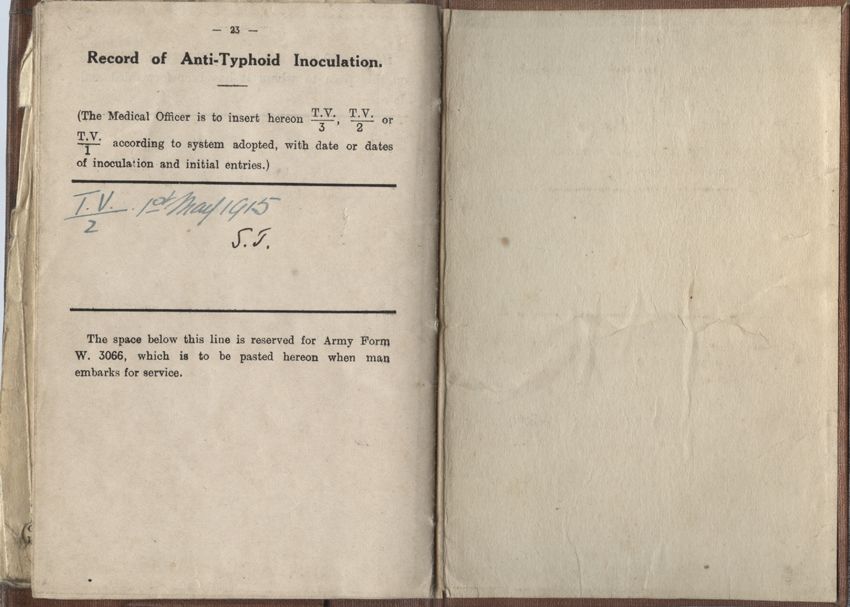 — 23 —
Record of Anti-Typhoid Inoculation.
(The Medical Officer is to insert hereon T.V./3, T.V./2 or
T.V./1 according to system adopted, with date or dates
of inoculation and initial entries.)
T.V./2. 1st May 1915
S.J.
The space below this line is reserved for Army Form
W. 3066, which is to be pasted hereon when man
embarks for service.